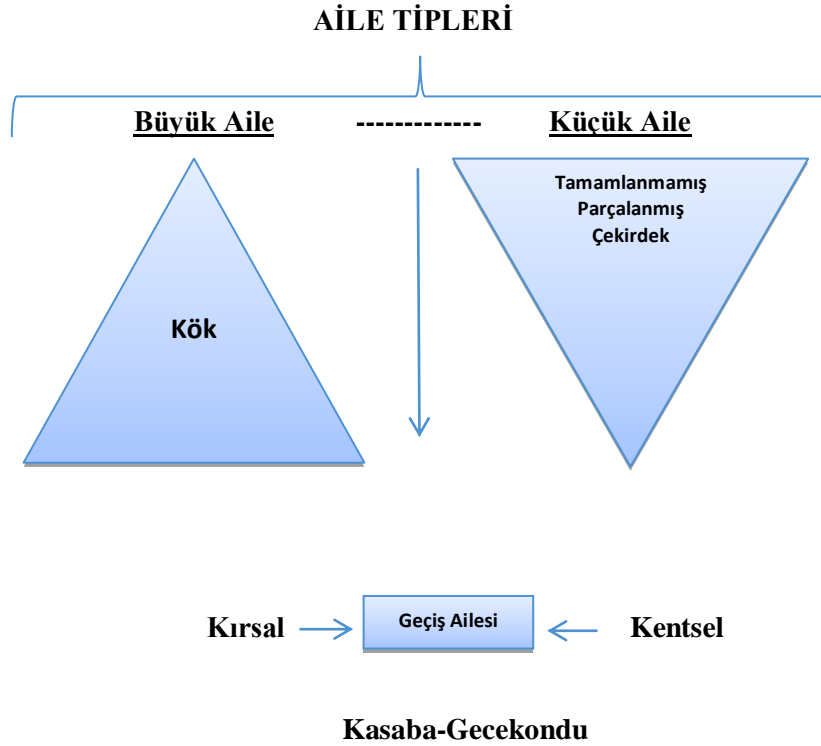 AİLE TİPLERİ
Büyük Aile ------------- Küçük Aile
Tamamlanmamış
Parçalanmış
Çekirdek
Kök
Kırsal Geçiş Ailesi Kentsel
Kasaba-Gecekondu